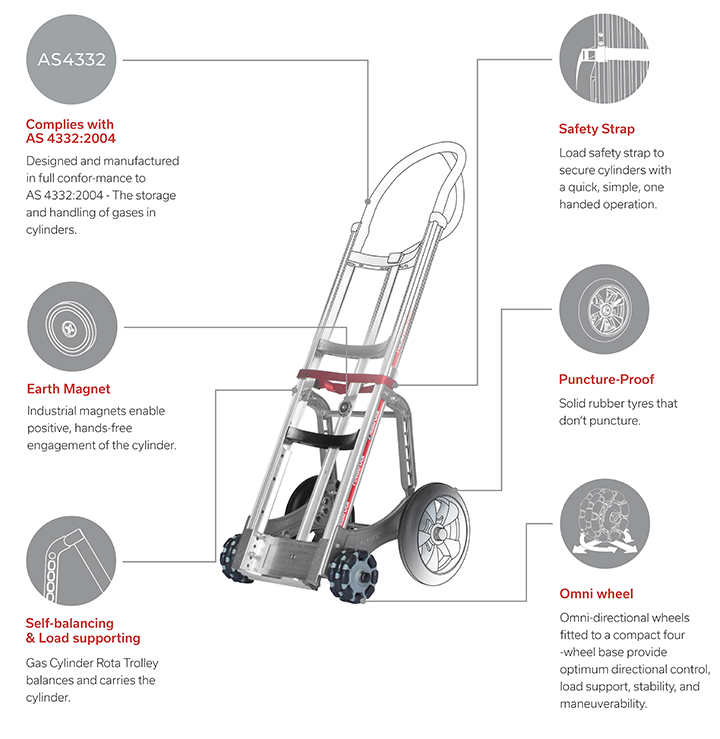 AS4332
Complies with
AS 4332:2004
Designed and manufactured
in full confor-mance to
AS 4332:2004 - The storage
and handling of gases in
cylinders.
Earth Magnet
Industrial magnets enable
positive, hands-free
engagement of the cylinder.
Self-balancing
& Load supporting
Gas Cylinder Rota Trolley
balances and carries the
cylinder.
Safety Strap
Load safety strap to
secure cylinders with
a quick, simple, one
handed operation.
Puncture-Proof
Solid rubber tyres that
don't puncture.
Omni wheel
Omni-directional wheels
fitted to a compact four
-wheel base provide
optimum directional control,
load support, stability, and
maneuverability.